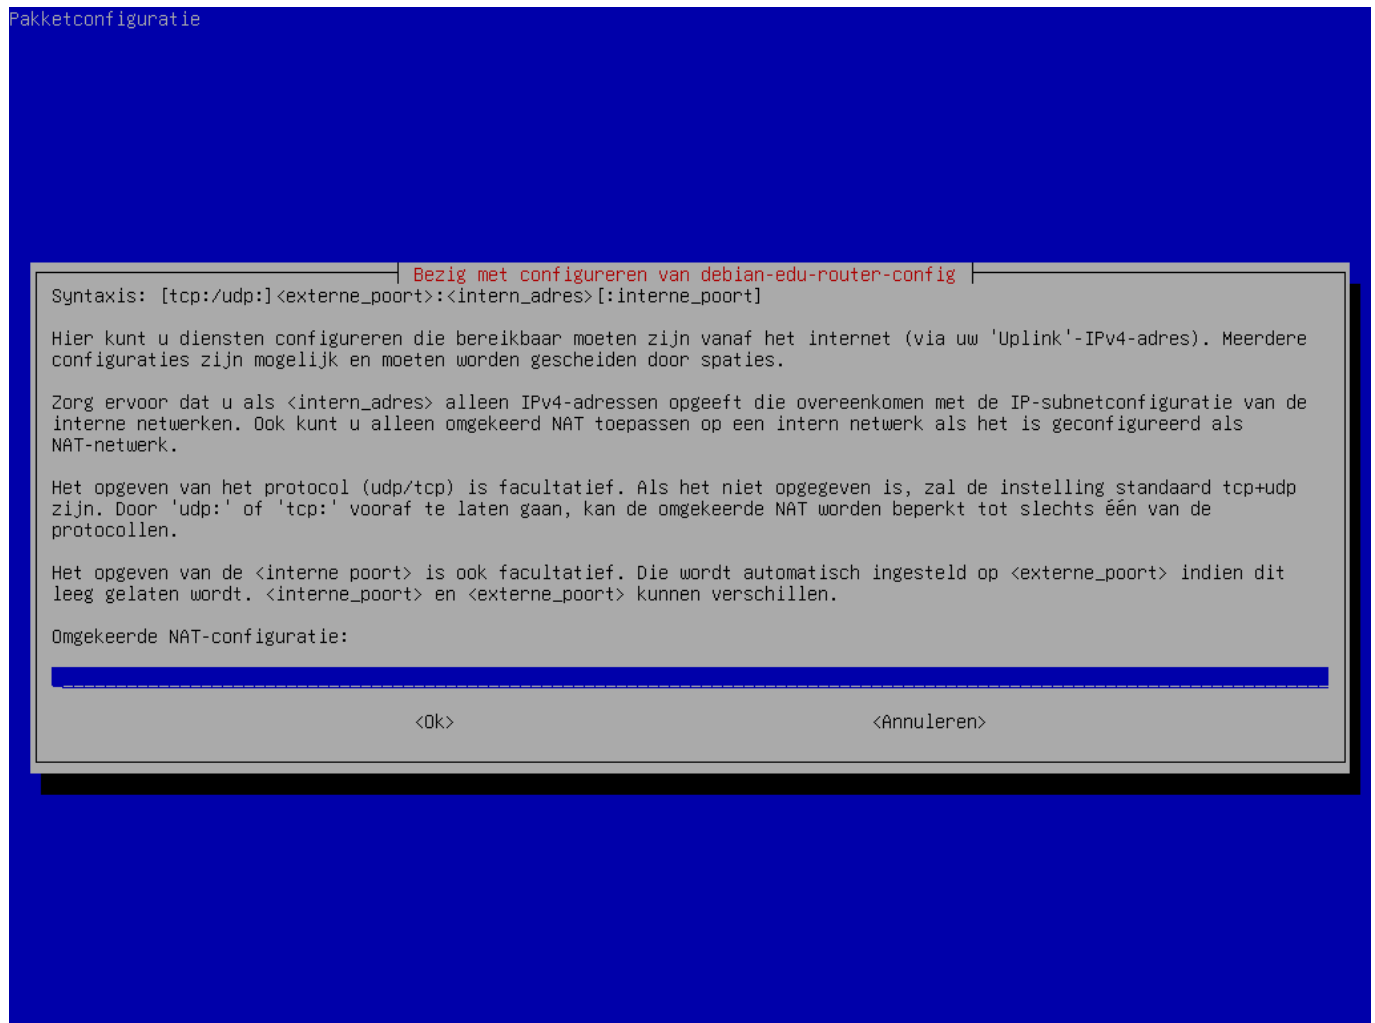 Pakketconfiguratie
Bezig met configureren van debian-edu-router-config
Syntaxis: [tcp:/udp:]<externe_poort>:<intern_adres>[:interne_poort]
Hier kunt u diensten configureren die bereikbaar moeten zijn vanaf het internet (via uw 'Uplink'-IPv4-adres). Meerdere
configuraties zijn mogelijk en moeten worden gescheiden door spaties.
Zorg ervoor dat u als <intern_adres> alleen IPv4-adressen opgeeft die overeenkomen met de IP-subnetconfiguratie van de
interne netwerken. Ook kunt u alleen omgekeerd NAT toepassen op een intern netwerk als het is geconfigureerd als
NAT-netwerk.
Het opgeven van het protocol (udp/tcp) is facultatief. Als het niet opgegeven is, zal de instelling standaard tcp+udp
zijn. Door 'udp:' of 'tcp:' vooraf te laten gaan, kan de omgekeerde NAT worden beperkt tot slechts één van de
protocollen.
Het opgeven van de <interne poort> is ook facultatief. Die wordt automatisch ingesteld op <externe_poort> indien dit
leeg gelaten wordt. <interne_poort> en <externe_poort> kunnen verschillen.
Omgekeerde NAT-configuratie:
<Ok> <Annuleren>